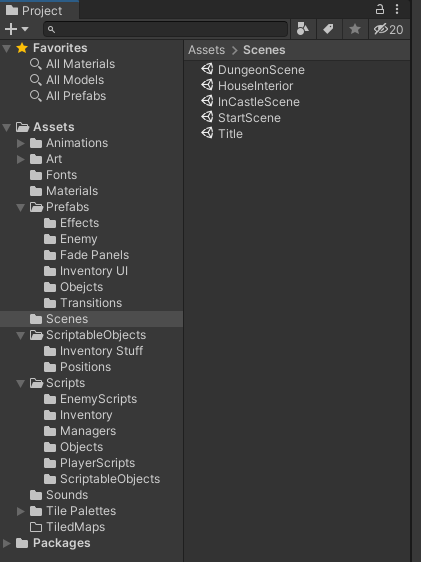 Project
20
Favorites
All Materials
All Models
All Prefabs
Assets
Animations
Art
Fonts
Materials
Prefabs
Effects
Enemy
Fade Panels
Inventory UI
Obejcts
Transitions
Scenes
ScriptableObjects
Inventory Stuff
Positions
Scripts
EnemyScripts
Inventory
Managers
Objects
PlayerScripts
ScriptableObjects
Sounds
Tile Palettes
TiledMaps
Packages
Assets > Scenes
DungeonScene
HouseInterior
InCastleScene
StartScene
Title